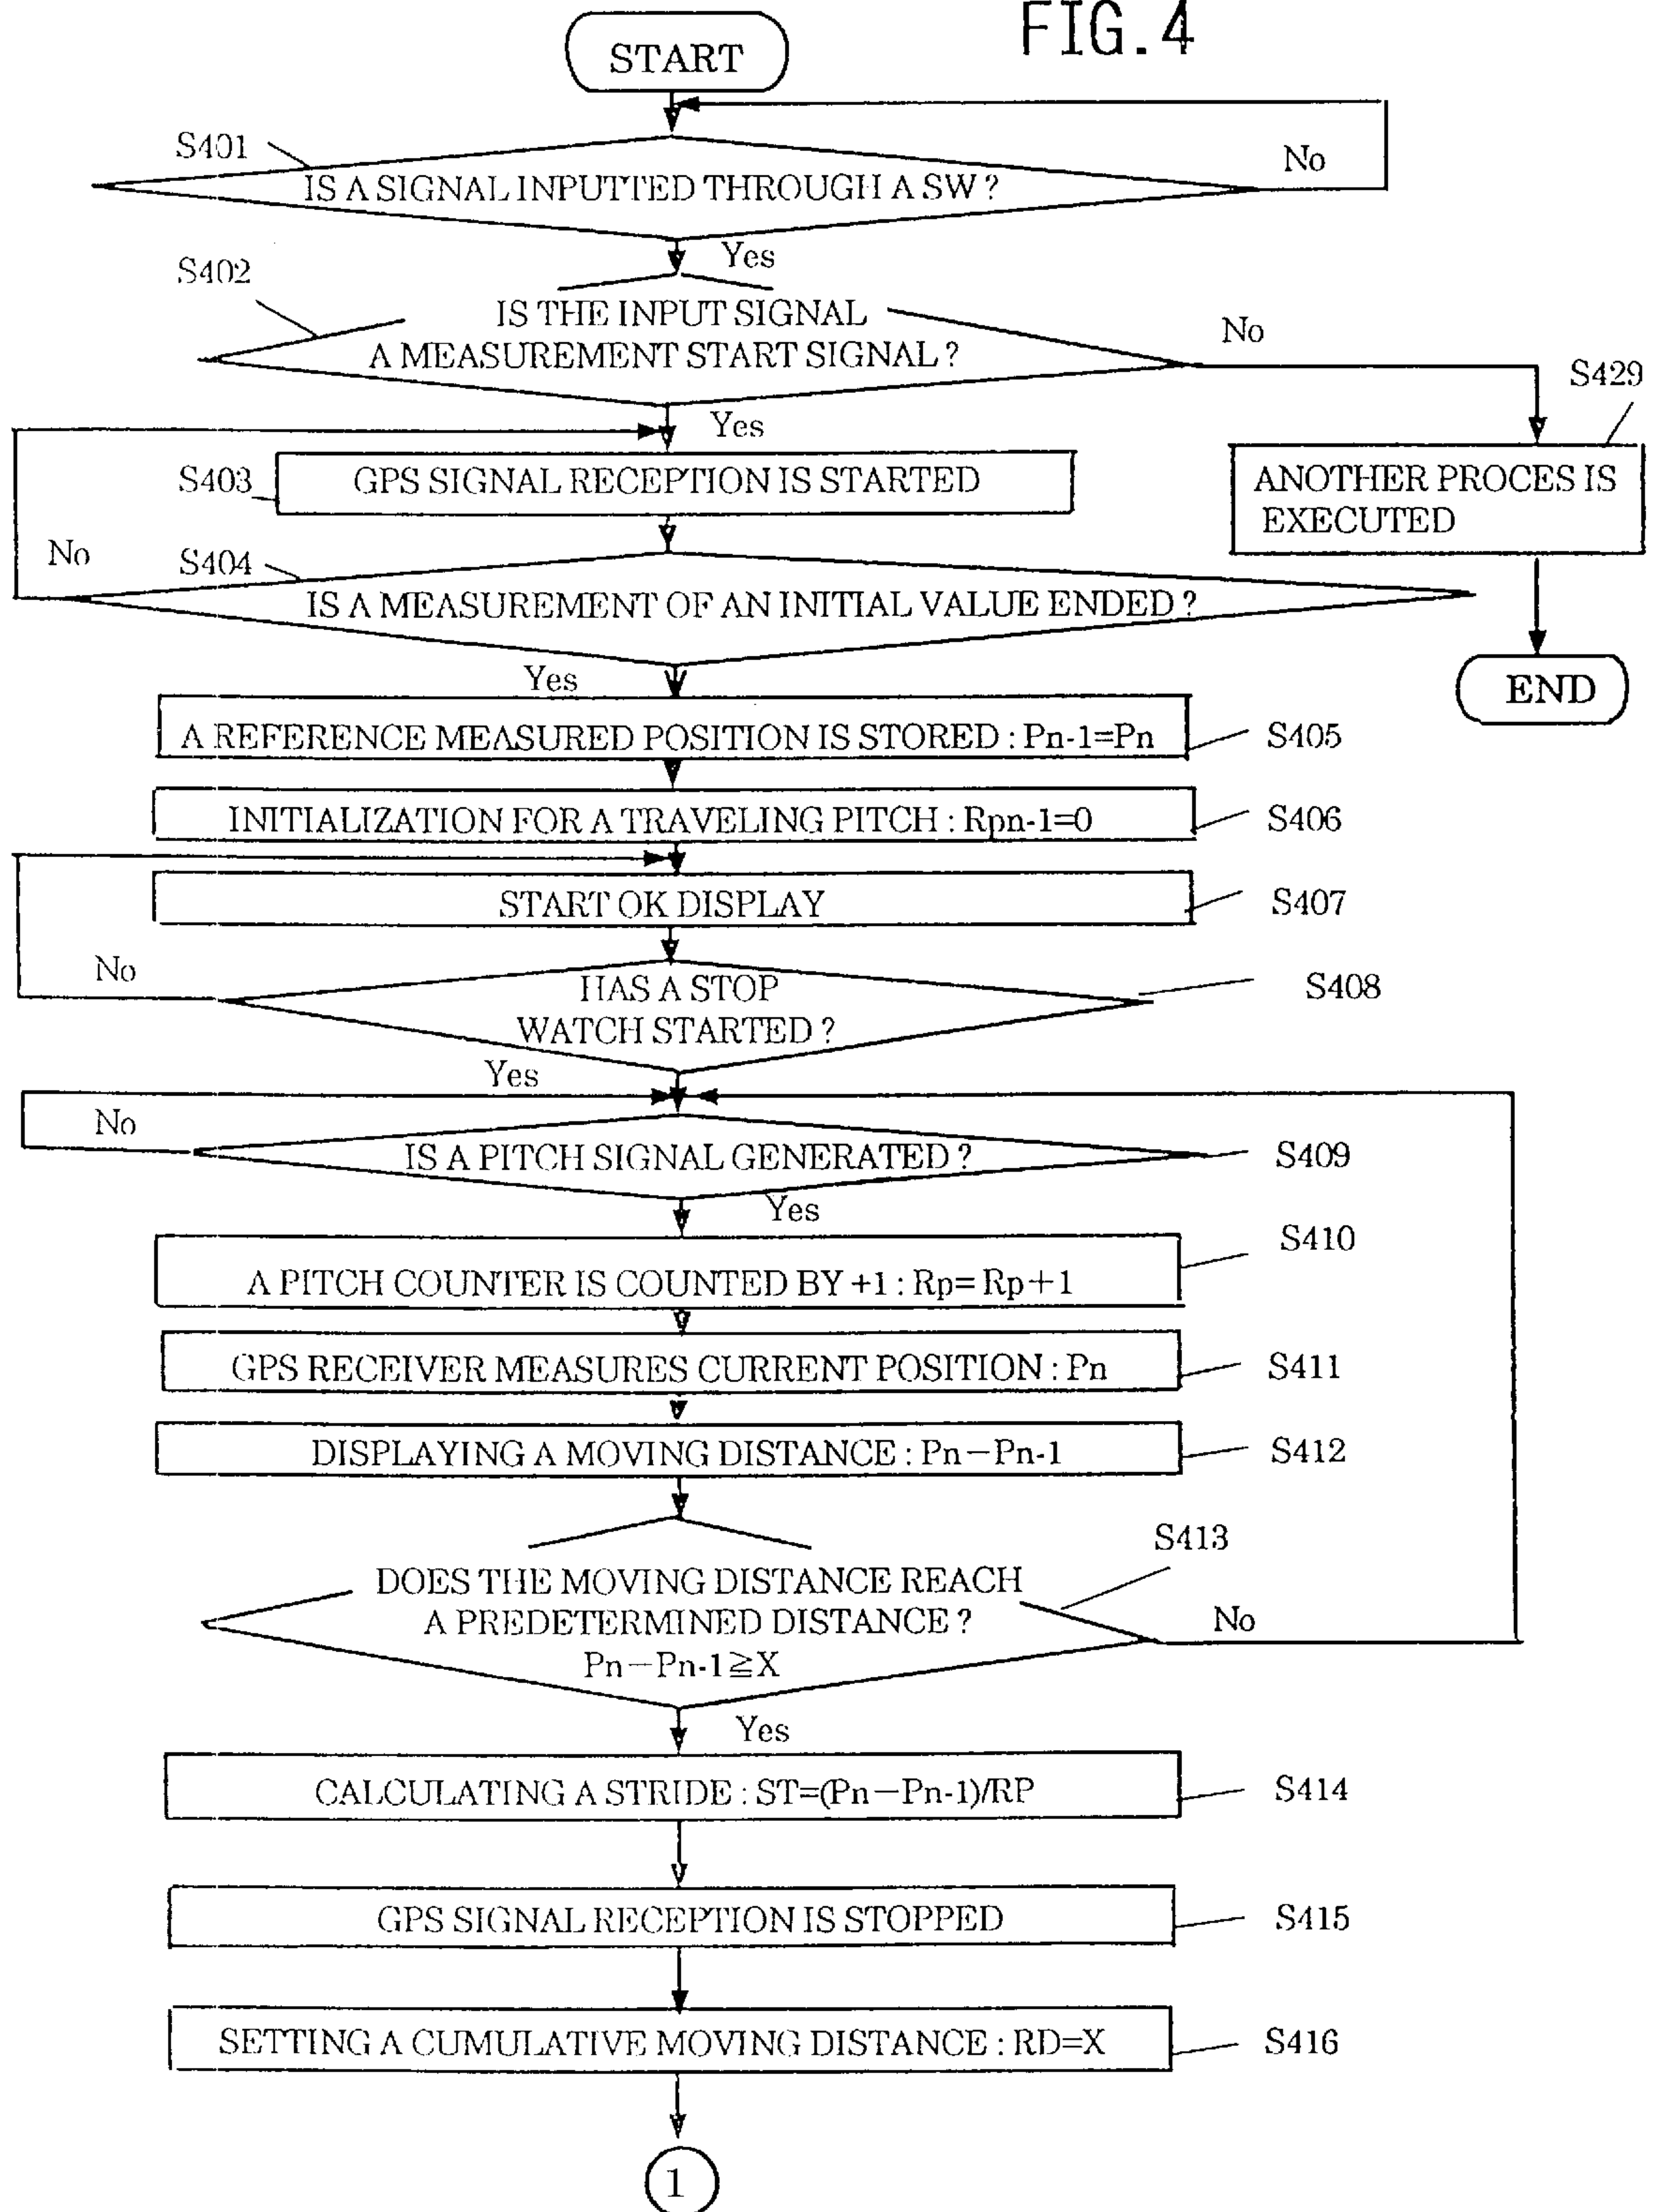 FIG. 4
START
S401
No
IS A SIGNAL INPUTTED THROUGH A SW ?
Yes
S402
IS THE INPUT SIGNAL
A MEASUREMENT START SIGNAL ?
No
S429
Yes
S403
GPS SIGNAL RECEPTION IS STARTED
ANOTHER PROCES IS
EXECUTED
No
S404
IS A MEASUREMENT OF AN INITIAL VALUE ENDED ?
Yes
END
A REFERENCE MEASURED POSITION IS STORED : Pn-1=Pn
S405
INITIALIZATION FOR A TRAVELING PITCH : Rpn-1=0
S406
START OK DISPLAY
S407
No
HAS A STOP
WATCH STARTED ?
S408
Yes
No
IS A PITCH SIGNAL GENERATED ?
S409
Yes
S410
A PITCH COUNTER IS COUNTED BY +1 : Rp= Rp+1
GPS RECEIVER MEASURES CURRENT POSITION : Pn
S411
DISPLAYING A MOVING DISTANCE : Pn－Pn-1
S412
S413
DOES THE MOVING DISTANCE REACH
A PREDETERMINED DISTANCE ?
No
Pn－Pn-1≧X
Yes
CALCULATING A STRIDE : ST=(Pn－Pn-1)/RP
S414
GPS SIGNAL RECEPTION IS STOPPED
S415
SETTING A CUMULATIVE MOVING DISTANCE : RD=X
S416
1